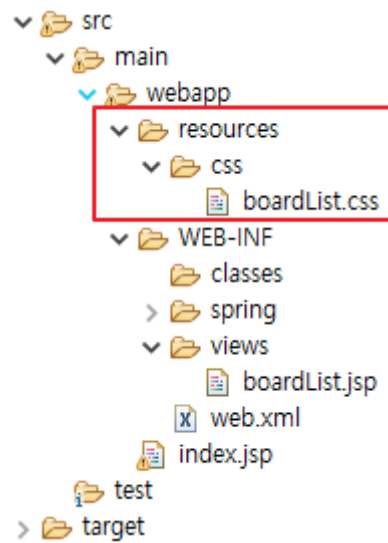 src
main
webapp
resources
css
boardList.css
WEB-INF
classes
spring
views
boardList.jsp
web.xml
index.jsp
test
target